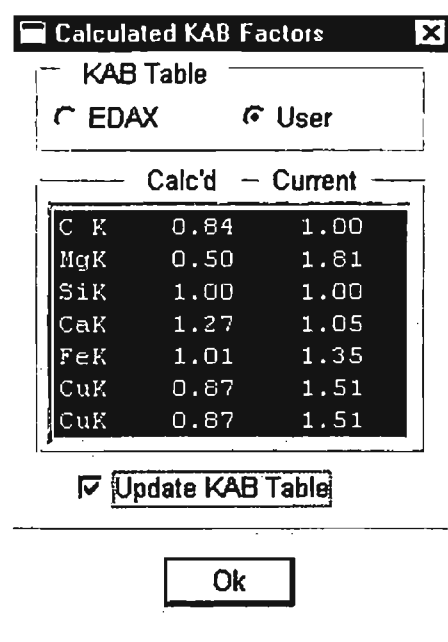 Calculated KAB Factors
KAB Table
EDAX User
Calc'd Current
C K 0.84 1.00
MgK 0.50 1.81
SiK 1.00 1.00
CaK 1.27 1.05
FeK 1.01 1.35
CuK 0.87 1.51
CuK 0.87 1.51
Update KAB Table
Ok